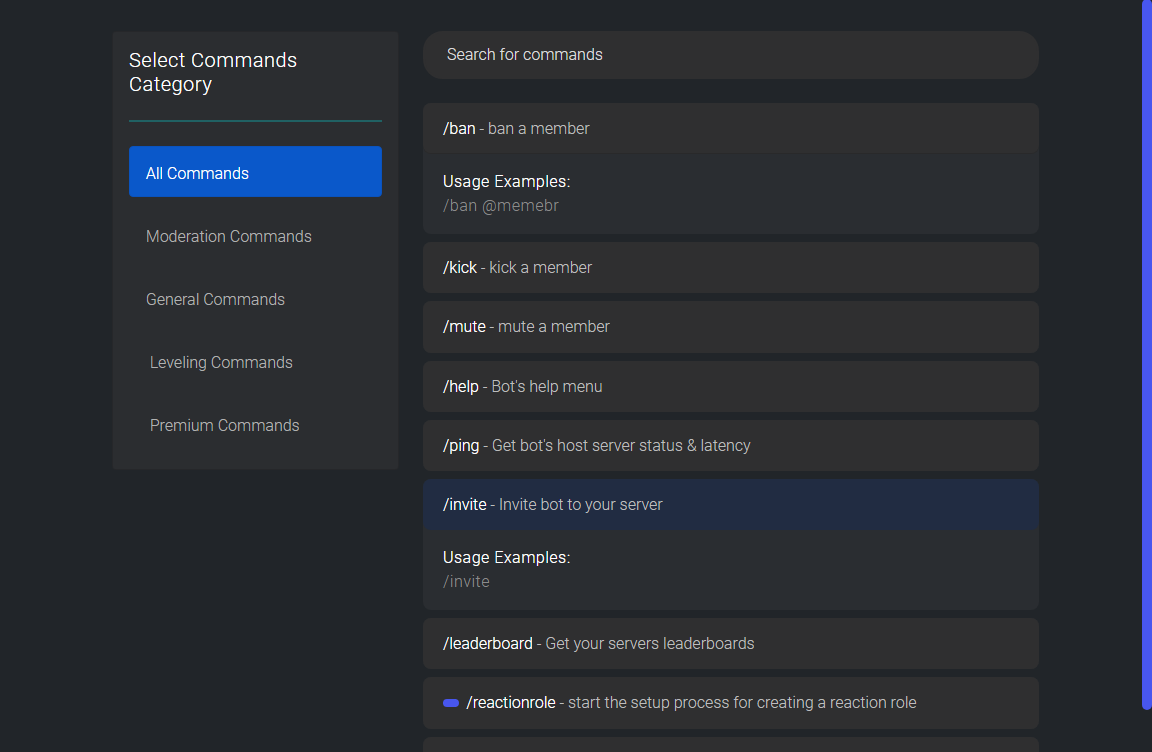 Select Commands
Category
All Commands
Moderation Commands
General Commands
Leveling Commands
Premium Commands
Search for commands
/ban - ban a member
Usage Examples:
/ban @memebr
/kick - kick a member
/mute - mute a member
/help - Bot's help menu
/ping - Get bot's host server status & latency
/invite - Invite bot to your server
Usage Examples:
/invite
/leaderboard - Get your servers leaderboards
/reactionrole - start the setup process for creating a reaction role